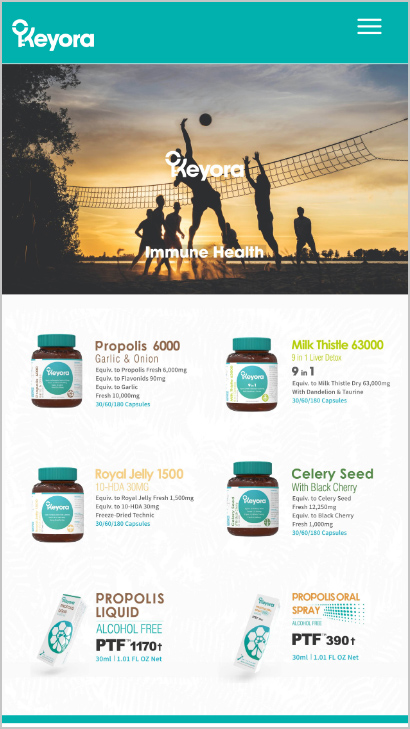 Keyora
Keyora
Immune Health
Propolis 6000
Garlic & Onion
Equiv. to Propolis Fresh 6,000mg
Equiv. to Flavonids 90mg
Equiv. to Garlic
Fresh 10,000mg
30/60/180 Capsules
Milk Thistle 63000
9 in 1 Liver Detox
9 in 1
Equiv. to Milk Thistle Dry 63,000mg
With Dandelion & Taurine
30/60/180 Capsules
Keyora
Keyora
Royal Jelly 1500
10-HDA 30MG
Equiv. to Royal Jelly Fresh 1,500mg
Equiv. to 10-HDA 30mg
Freeze-Dried Technic
30/60/180 Capsules
Celery Seed
With Black Cherry
Equiv. to Celery Seed
Fresh 12,250mg
Equiv. to Black Cherry
Fresh 1,000mg
30/60/180 Capsules
Keyora
Keyora
PROPOLIS
LIQUID
ALCOHOL FREE
PTF™1170†
30ml | 1.01 FL OZ Net
PROPOLIS ORAL
SPRAY
ALCOHOL FREE
PTF™390†
30ml | 1.01 FL OZ Net